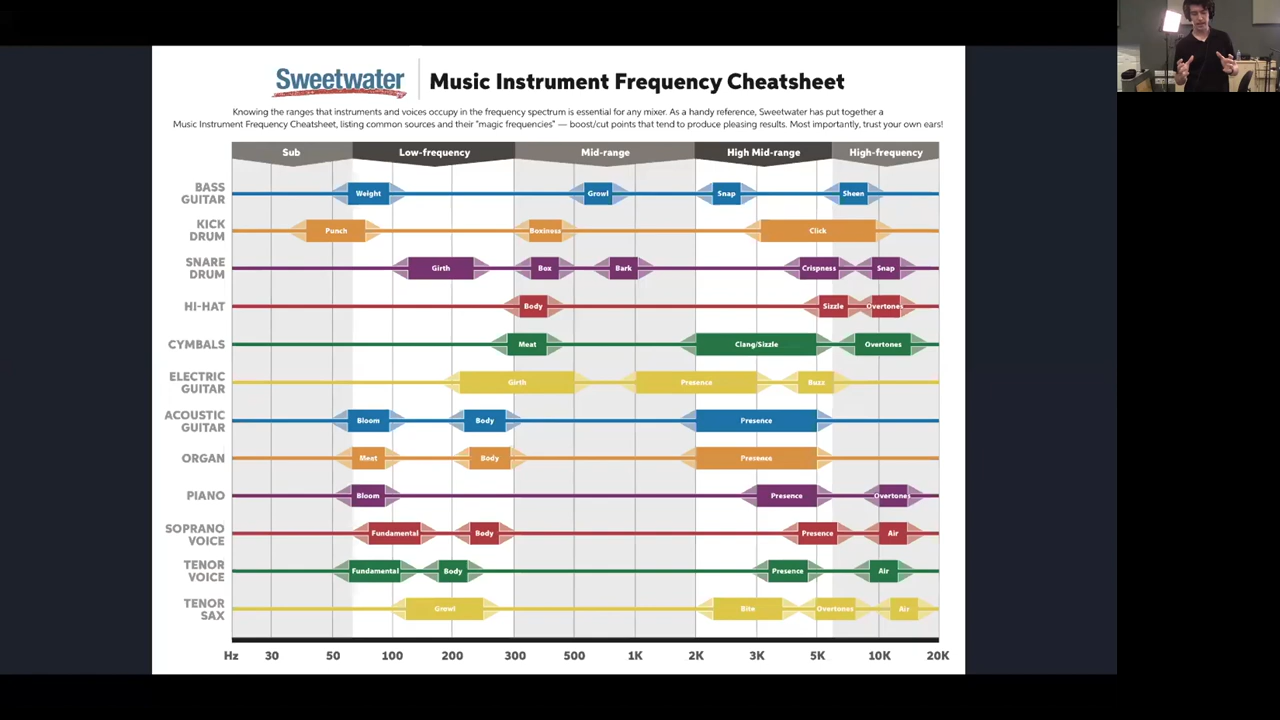 Sweetwater
Music Instrument Frequency Cheatsheet
Knowing the ranges that instruments and voices occupy in the frequency spectrum is essential for any mixer. As a handy reference, Sweetwater has put together a
Music Instrument Frequency Cheatsheet, listing common sources and their "magic frequencies" — boost/cut points that tend to produce pleasing results. Most importantly, trust your own ears!
Sub Low-frequency Mid-range High Mid-range High-frequency
BASS
GUITAR
Weight Growl Snap Sheen
KICK
DRUM
Punch Boxiness Click
SNARE
DRUM
Girth Box Bark Crispness Snap
HI-HAT
Body Sizzle Overtones
CYMBALS
Meat Clang/Sizzle Overtones
ELECTRIC
GUITAR
Girth Presence Buzz
ACOUSTIC
GUITAR
Bloom Body Presence
ORGAN
Meat Body Presence
PIANO
Bloom Presence Overtones
SOPRANO
VOICE
Fundamental Body Presence Air
TENOR
VOICE
Fundamental Body Presence Air
TENOR
SAX
Growl Bite Overtones Air
Hz 30 50 100 200 300 500 1K 2K 3K 5K 10K 20K